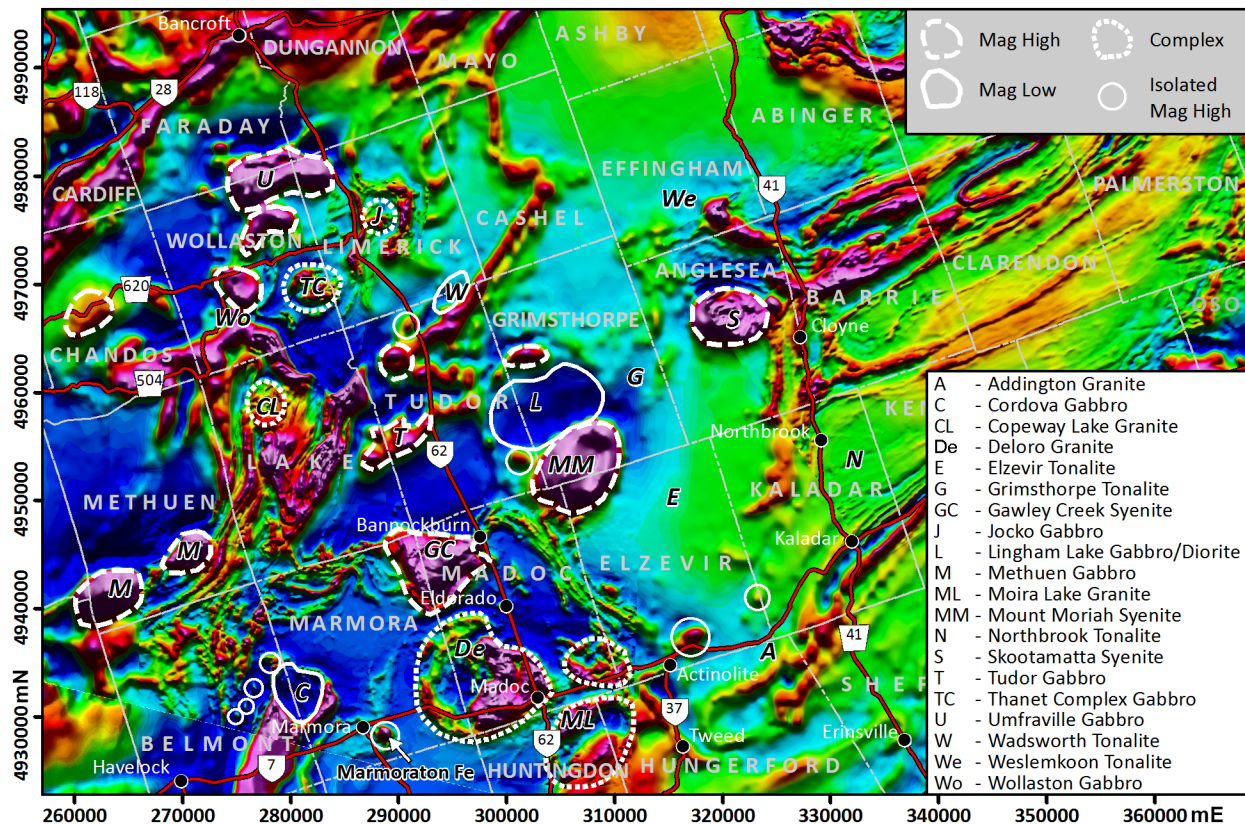 Bancroft
DUNGANNON
MAYO
ASHBY
118
28
FARADAY
ABINGER
EFFINGHAM
CARDIFF
U
J
We
41
PALMERSTON
CASHEL
WOLLASTON
LIMERICK
ANGLESEA
CLARENDON
BARRIE
OSO
620
TC
W
Wo
GRIMSTHORPE
S
Cloyne
CHANDOS
504
G
CL
TUDOR
L
T
62
LAKE
MM
Northbrook
N
KALADAR
METHUEN
E
Bannockburn
Kaladar
M
GC
MADOC
ELZEVIR
M
Eldorado
MARMORA
41
De
A
Actinolite
C
Madoc
ML
37
Marmora
62
Tweed
Erinsville
BELMONT
7
Havelock
Marmoraton Fe
HUNTINGDON
HUNGERFORD
Mag High
Complex
Mag Low
Isolated
Mag High
A - Addington Granite
C - Cordova Gabbro
CL - Copeway Lake Granite
De - Deloro Granite
E - Elzevir Tonalite
G - Grimsthorpe Tonalite
GC - Gawley Creek Syenite
J - Jocko Gabbro
L - Lingham Lake Gabbro/Diorite
M - Methuen Gabbro
ML - Moira Lake Granite
MM - Mount Moriah Syenite
N - Northbrook Tonalite
S - Skootamatta Syenite
T - Tudor Gabbro
TC - Thanet Complex Gabbro
U - Umfraville Gabbro
W - Wadsworth Tonalite
We - Weslemkoon Tonalite
Wo - Wollaston Gabbro
4990000
4980000
4970000
4960000
4950000
4940000
4930000 mN
260000
270000
280000
290000
300000
310000
320000
330000
340000
350000
360000 mE